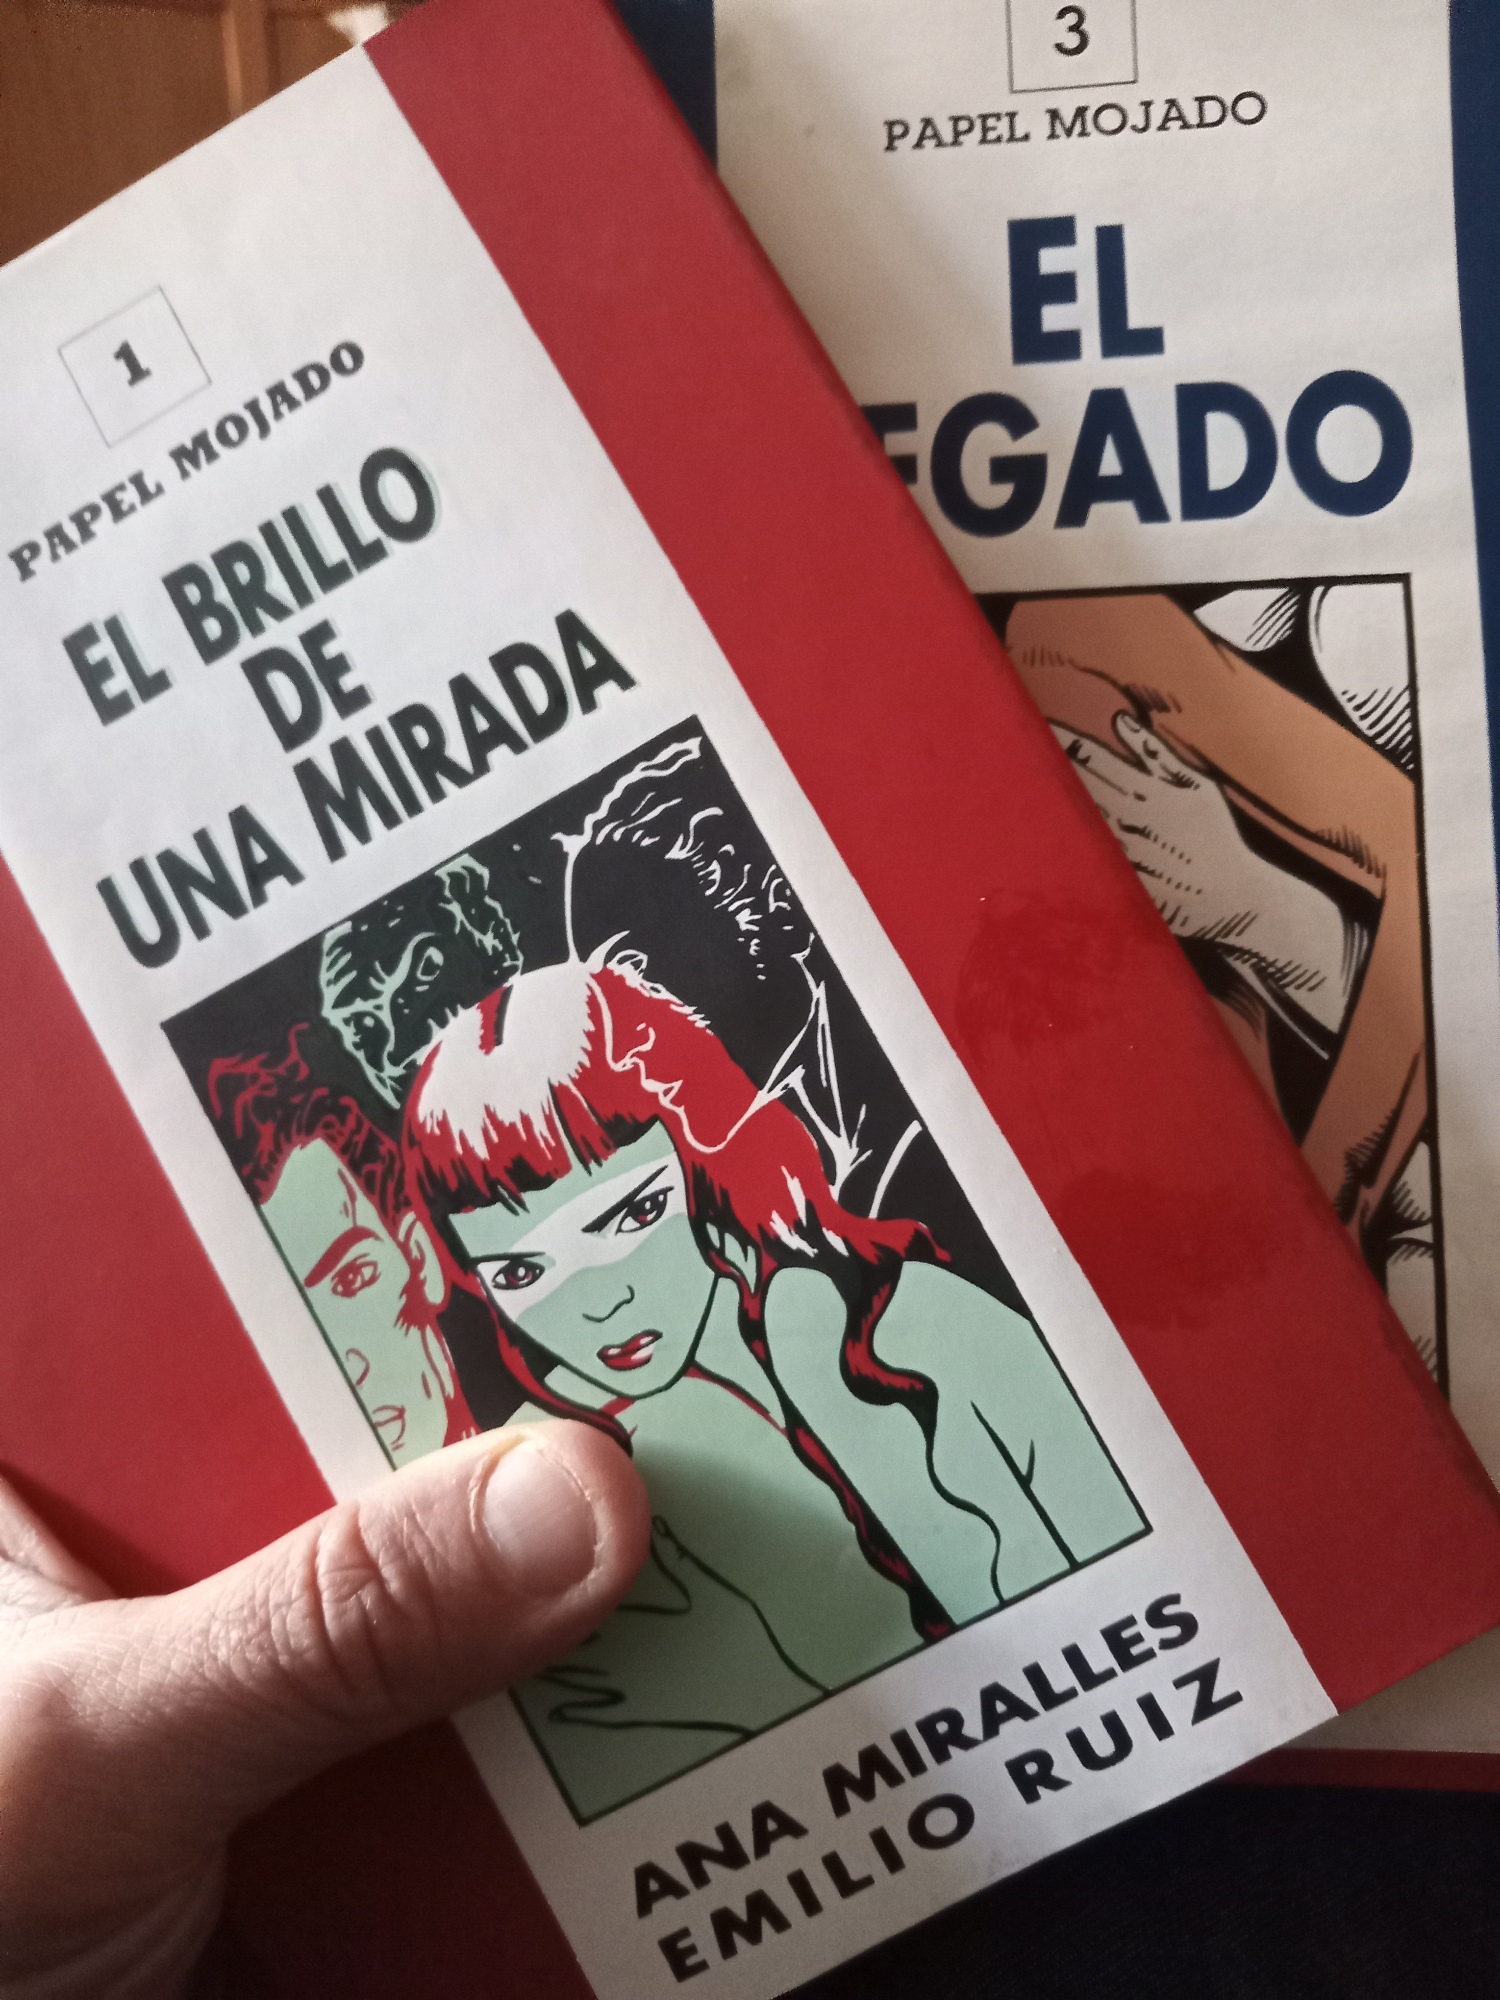 1
PAPEL MOJADO
EL BRILLO
DE
UNA MIRADA
ANA MIRALLES
EMILIO RUIZ
3
PAPEL MOJADO
EL
EGADO